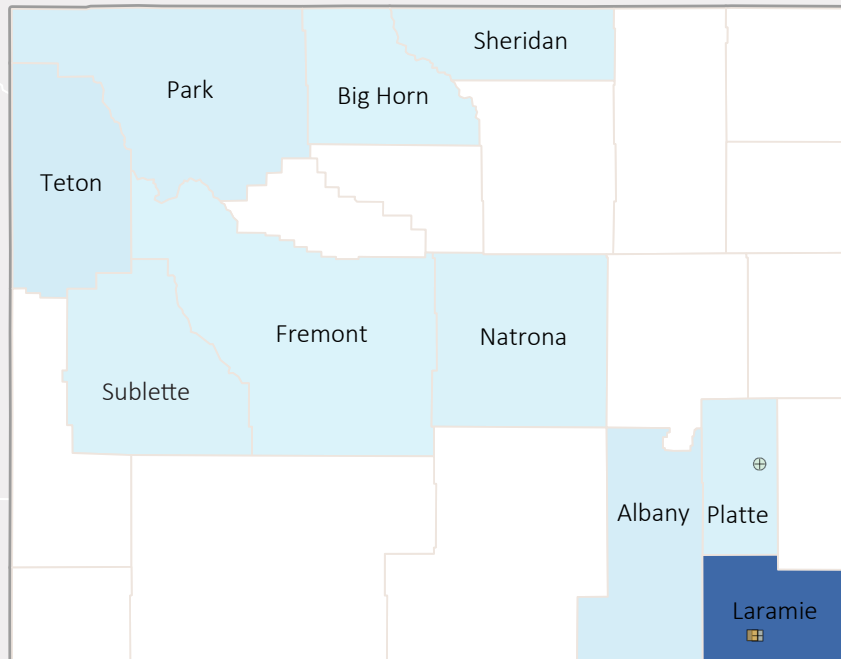 Sheridan
Park
Big Horn
Teton
Fremont
Natrona
Sublette
Albany
Platte
Laramie